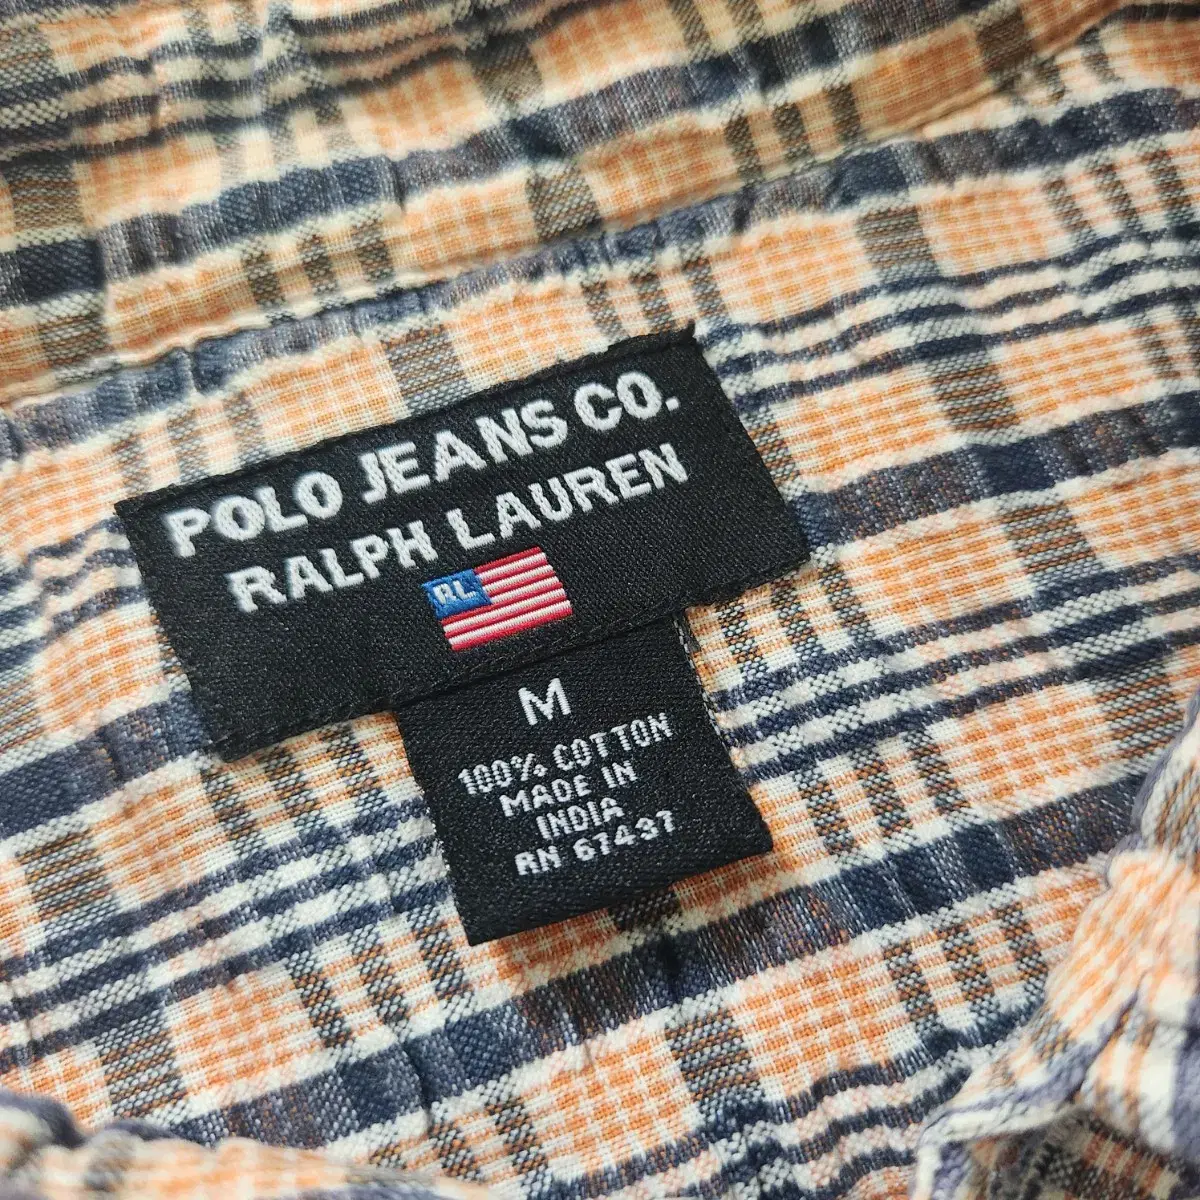 POLO JEANS CO.
RALPH LAUREN
RL
M
100% COTTON
MADE IN
INDIA
RN 67437